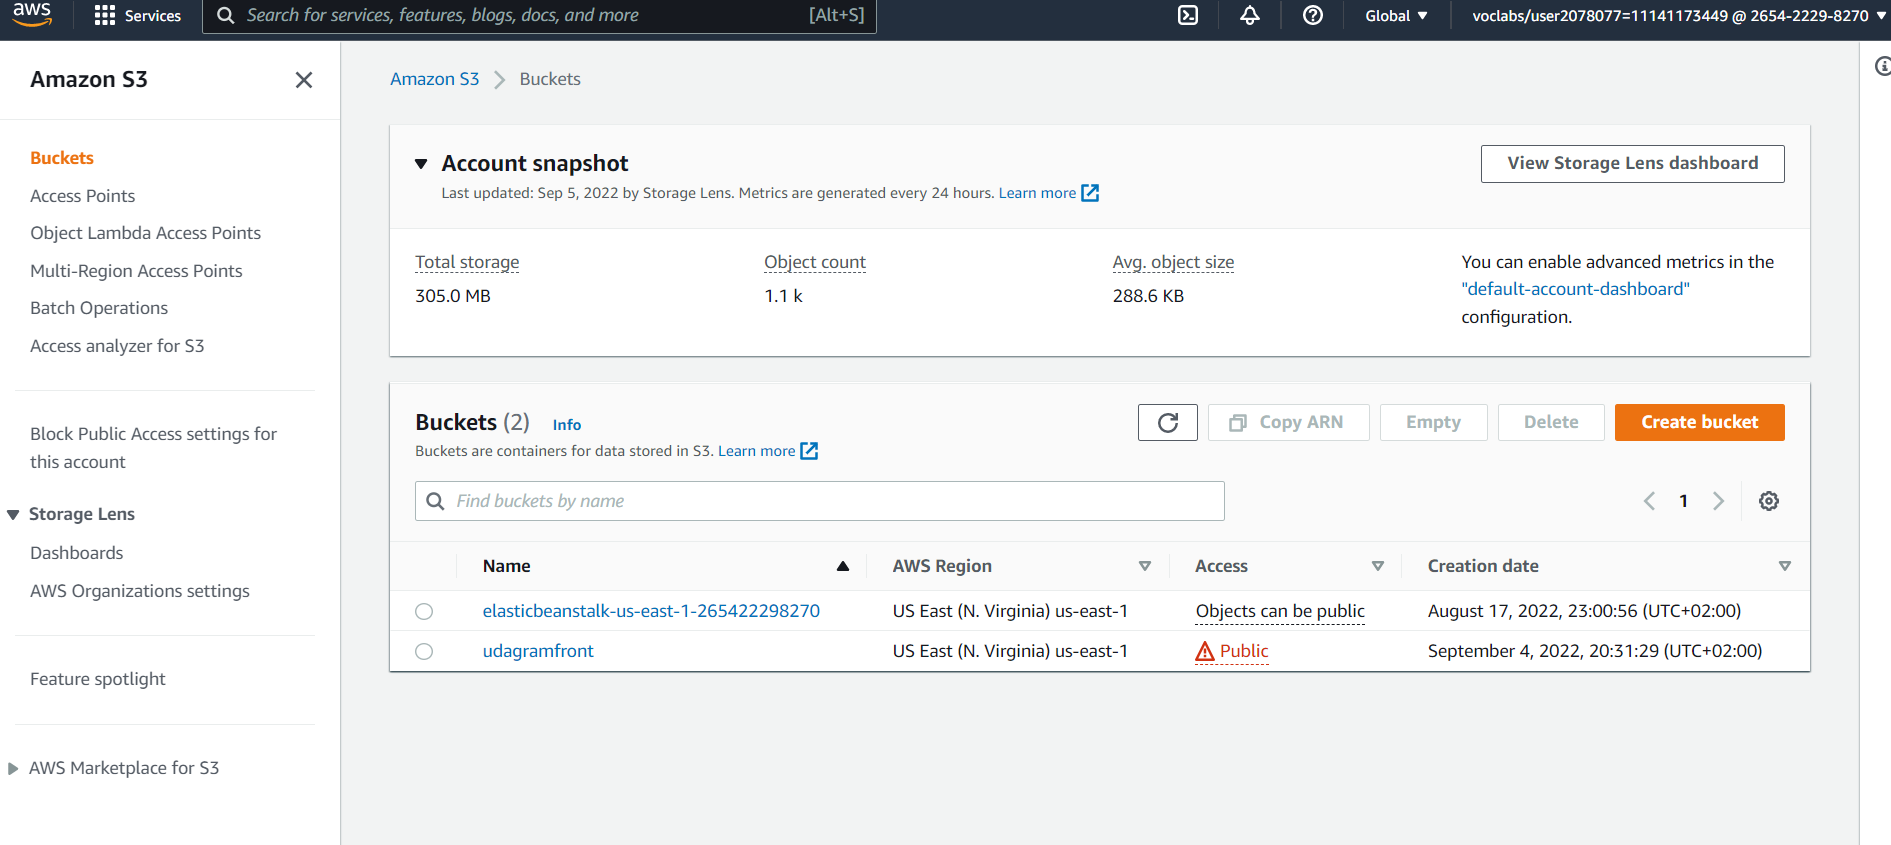 aws
Services
Search for services, features, blogs, docs, and more
[Alt+S]
Global
voclabs/user2078077=11141173449 @ 2654-2229-8270
Amazon S3
Buckets
Access Points
Object Lambda Access Points
Multi-Region Access Points
Batch Operations
Access analyzer for S3
Block Public Access settings for
this account
Storage Lens
Dashboards
AWS Organizations settings
Feature spotlight
AWS Marketplace for S3
Amazon S3
Buckets
Account snapshot
Last updated: Sep 5, 2022 by Storage Lens. Metrics are generated every 24 hours. Learn more
View Storage Lens dashboard
Total storage
305.0 MB
Object count
1.1 k
Avg. object size
288.6 KB
You can enable advanced metrics in the
"default-account-dashboard"
configuration.
Buckets (2)
Info
Buckets are containers for data stored in S3. Learn more
Copy ARN
Empty
Delete
Create bucket
Find buckets by name
1
Name
AWS Region
Access
Creation date
elasticbeanstalk-us-east-1-265422298270
US East (N. Virginia) us-east-1
Objects can be public
August 17, 2022, 23:00:56 (UTC+02:00)
udagramfront
US East (N. Virginia) us-east-1
Public
September 4, 2022, 20:31:29 (UTC+02:00)